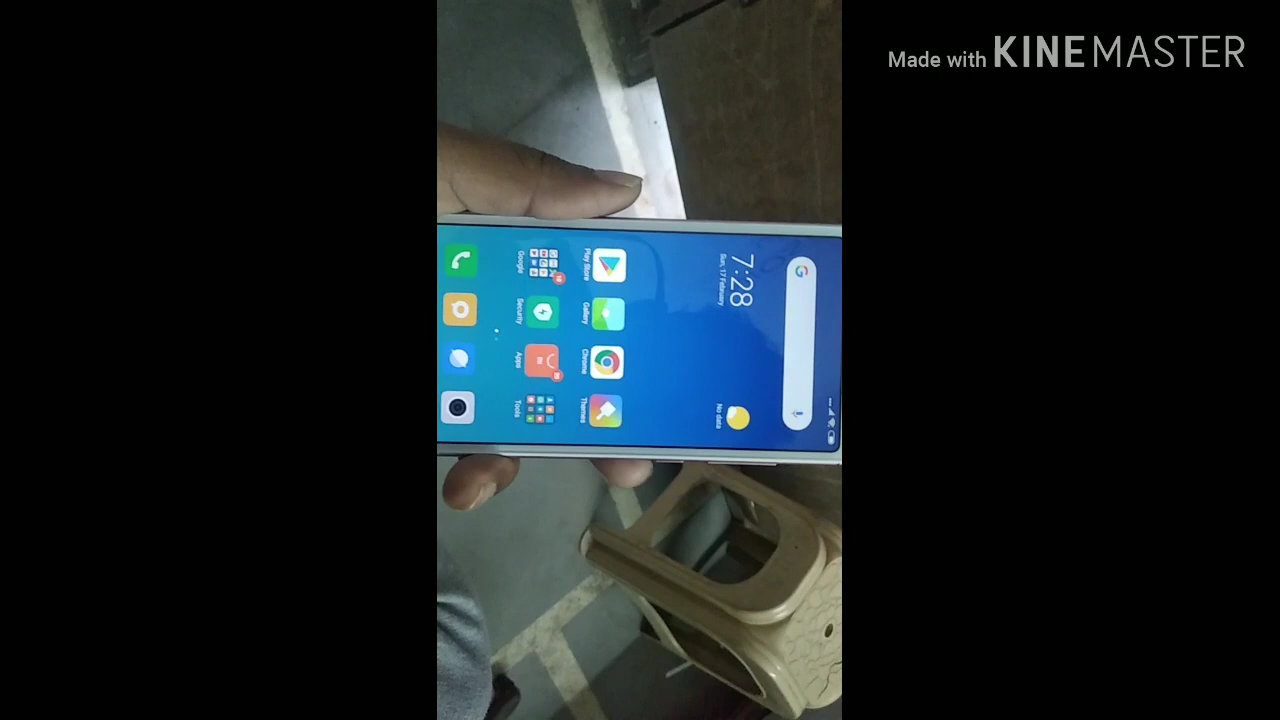 Made with KINEMASTER
7:28
Sun, 17 February
No data
Play Store
Gallery
Chrome
Themes
Google
Security
Apps
Tools